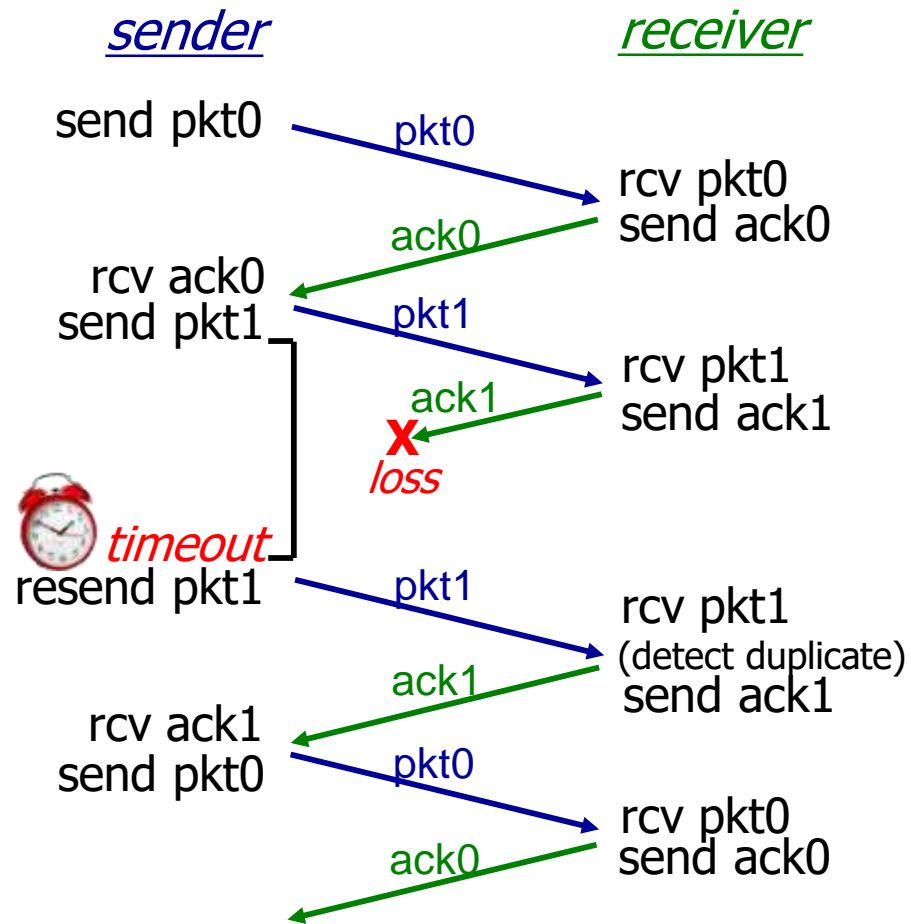 sender
receiver
send pkt0
pkt0
rcv pkt0
send ack0
ack0
rcv ack0
send pkt1
pkt1
rcv pkt1
send ack1
ack1
X
loss
timeout
resend pkt1
pkt1
rcv pkt1
(detect duplicate)
send ack1
ack1
rcv ack1
send pkt0
pkt0
rcv pkt0
send ack0
ack0